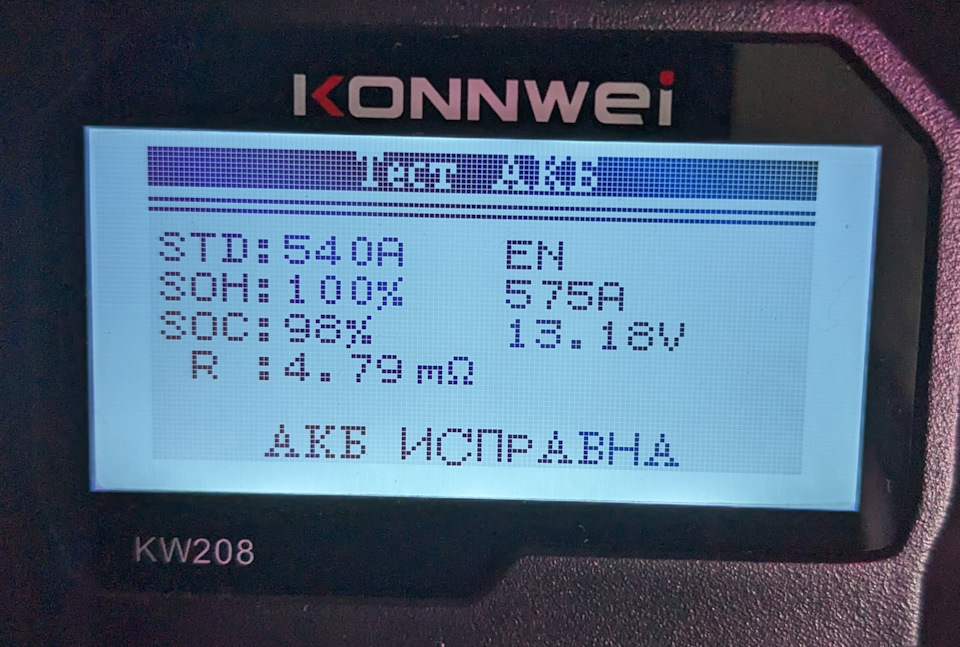 KONNWEI
Тест АКБ
STD:540A EN
SOH:100% 575A
SOC:98% 13.18V
R :4.79mΩ
АКБ ИСПРАВНА
KW208